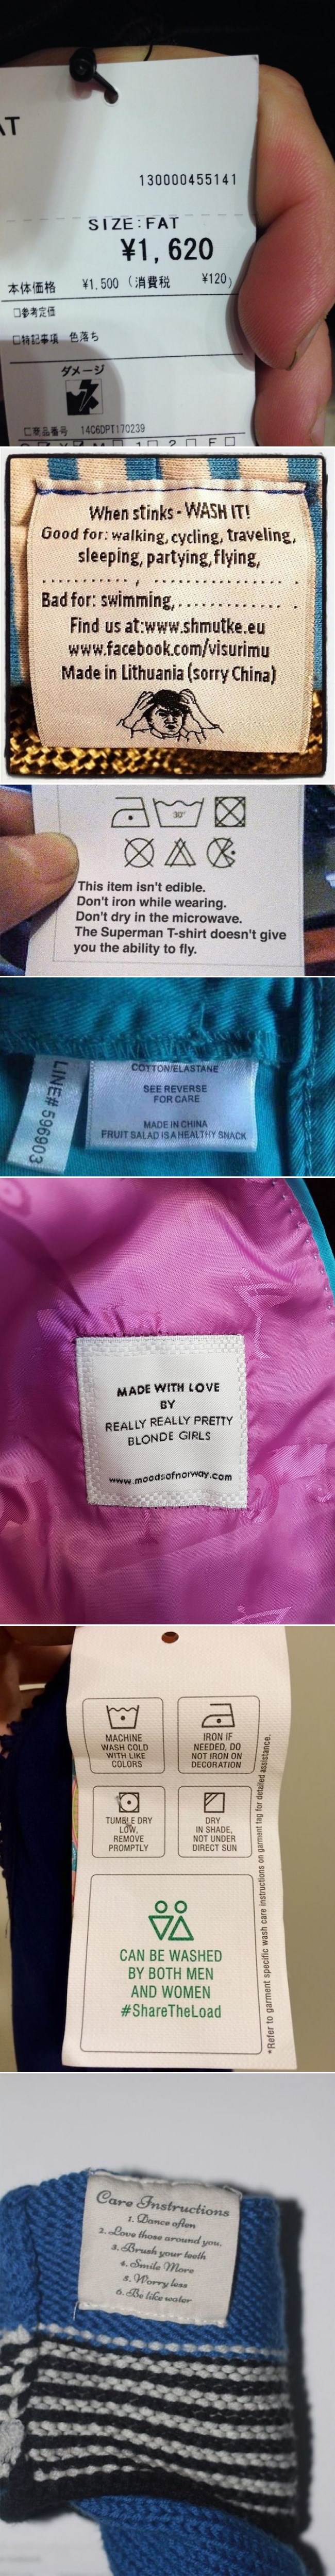 AT
130000455141
SIZE:FAT
¥1,620
本体価格 ¥1,500 (消費税 ¥120)
□参考定価
□特記事項 色落ち
ダメージ
□商品番号 14C6DPT170239
When stinks - WASH IT!
Good for: walking, cycling, traveling,
sleeping, partying, flying,
.........., ....................
Bad for: swimming,....................
Find us at:www.shmutke.eu
www.facebook.com/visurimu
Made in Lithuania (sorry China)
30°
This item isn't edible.
Don't iron while wearing.
Don't dry in the microwave.
The Superman T-shirt doesn't give
you the ability to fly.
LINE# 596903
COTTON/ELASTANE
SEE REVERSE
FOR CARE
MADE IN CHINA
FRUIT SALAD IS A HEALTHY SNACK
MADE WITH LOVE
BY
REALLY REALLY PRETTY
BLONDE GIRLS
www.moodsofnorway.com
MACHINE
WASH COLD
WITH LIKE
COLORS
IRON IF
NEEDED, DO
NOT IRON ON
DECORATION
TUMBLE DRY
LOW,
REMOVE
PROMPTLY
DRY
IN SHADE,
NOT UNDER
DIRECT SUN
CAN BE WASHED
BY BOTH MEN
AND WOMEN
#ShareTheLoad
*Refer to garment specific wash care instructions on garment tag for detailed assistance.
Care Instructions
1. Dance often
2. Love those around you.
3. Brush your teeth
4. Smile More
5. Worry less
6. Be like water